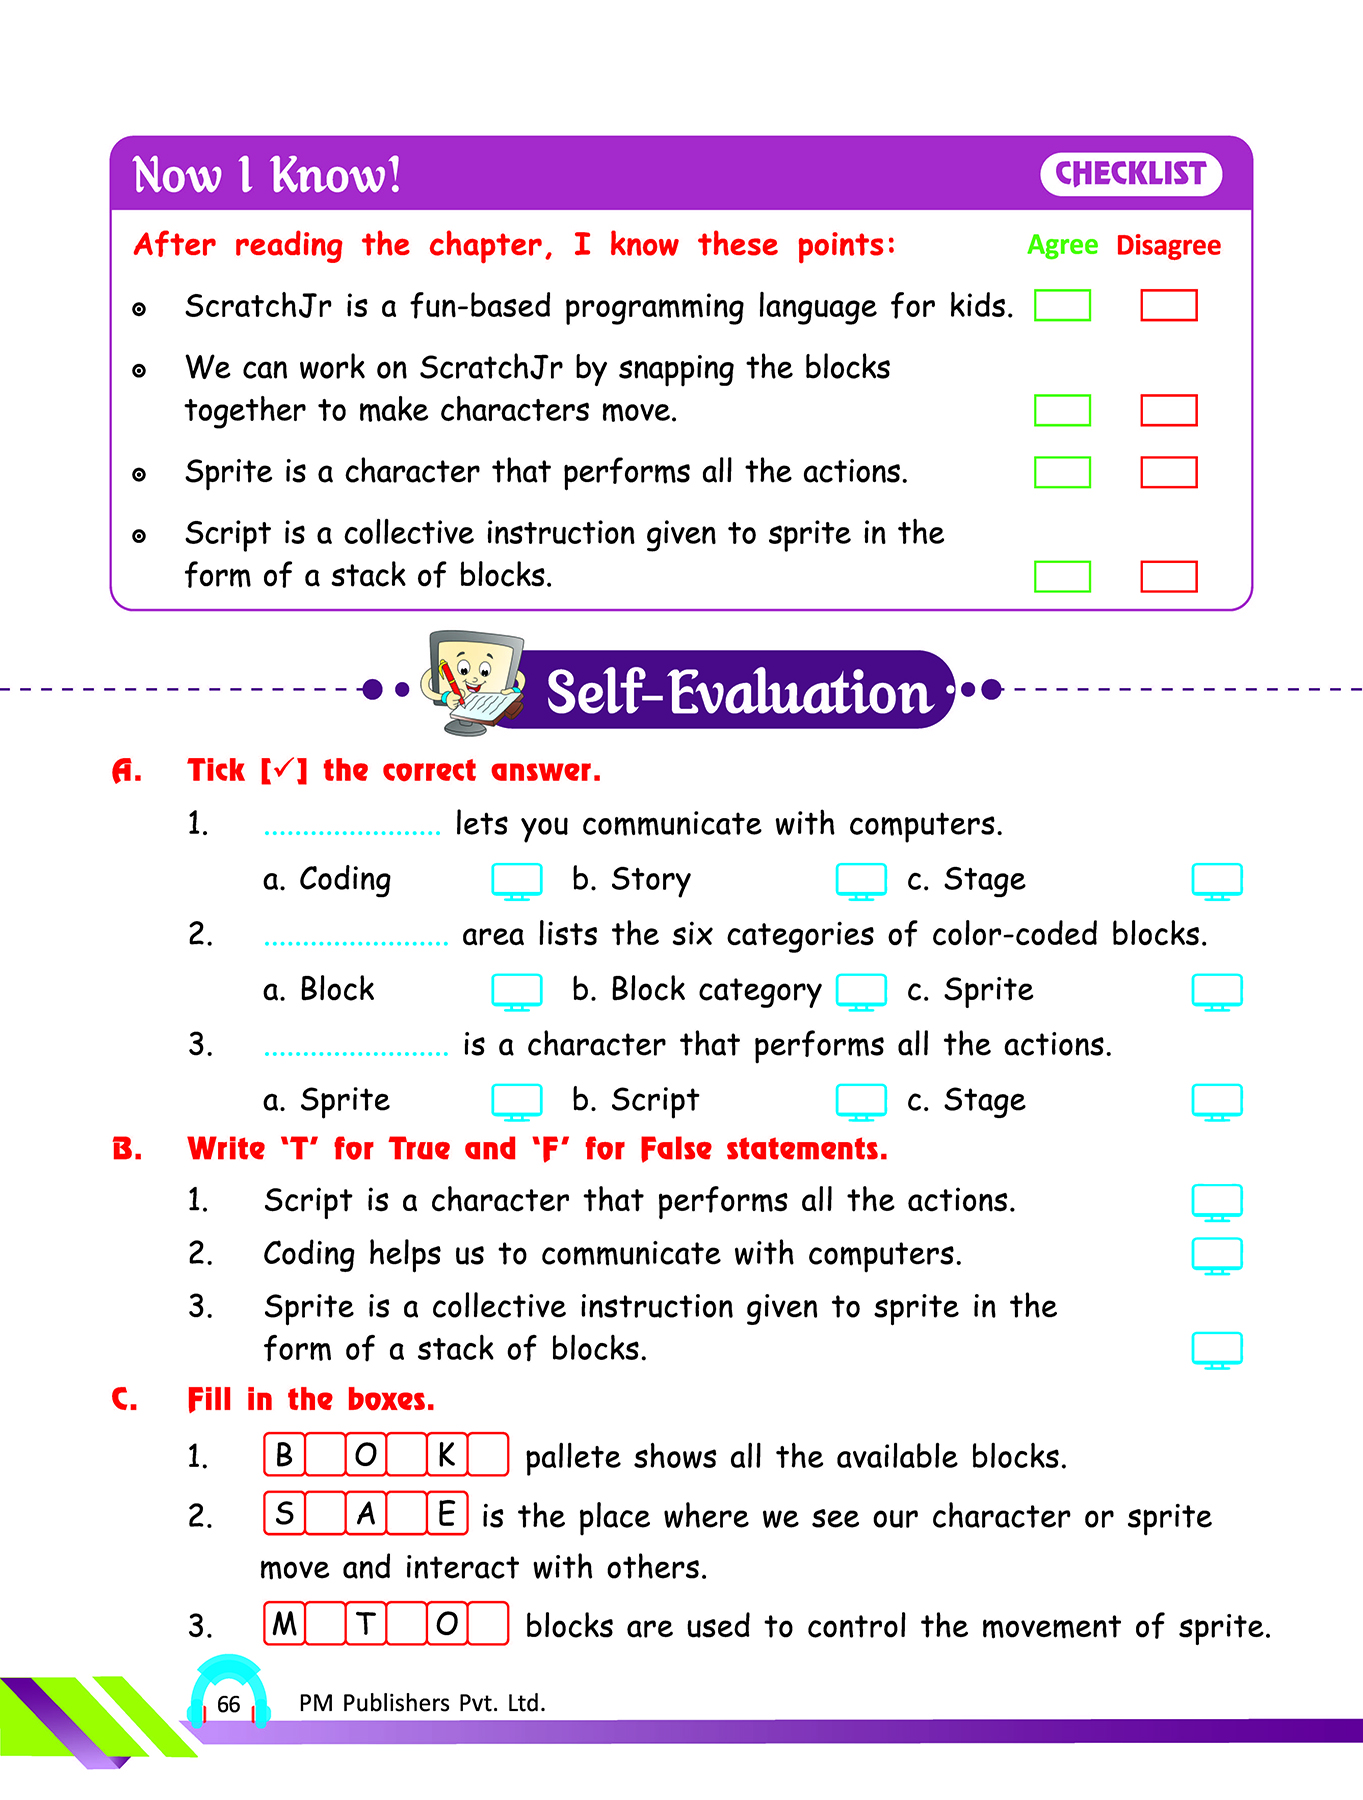 Now I Know!
CHECKLIST
After reading the chapter, I know these points: Agree Disagree
ScratchJr is a fun-based programming language for kids.
We can work on ScratchJr by snapping the blocks
together to make characters move.
Sprite is a character that performs all the actions.
Script is a collective instruction given to sprite in the
form of a stack of blocks.
Self-Evaluation
A. Tick [✓] the correct answer.
1. ....................... lets you communicate with computers.
a. Coding b. Story c. Stage
2. ........................ area lists the six categories of color-coded blocks.
a. Block b. Block category c. Sprite
3. ........................ is a character that performs all the actions.
a. Sprite b. Script c. Stage
B. Write ‘T’ for True and ‘F’ for False statements.
1. Script is a character that performs all the actions.
2. Coding helps us to communicate with computers.
3. Sprite is a collective instruction given to sprite in the
form of a stack of blocks.
C. Fill in the boxes.
1. B O K pallete shows all the available blocks.
2. S A E is the place where we see our character or sprite
move and interact with others.
3. M T O blocks are used to control the movement of sprite.
66 PM Publishers Pvt. Ltd.